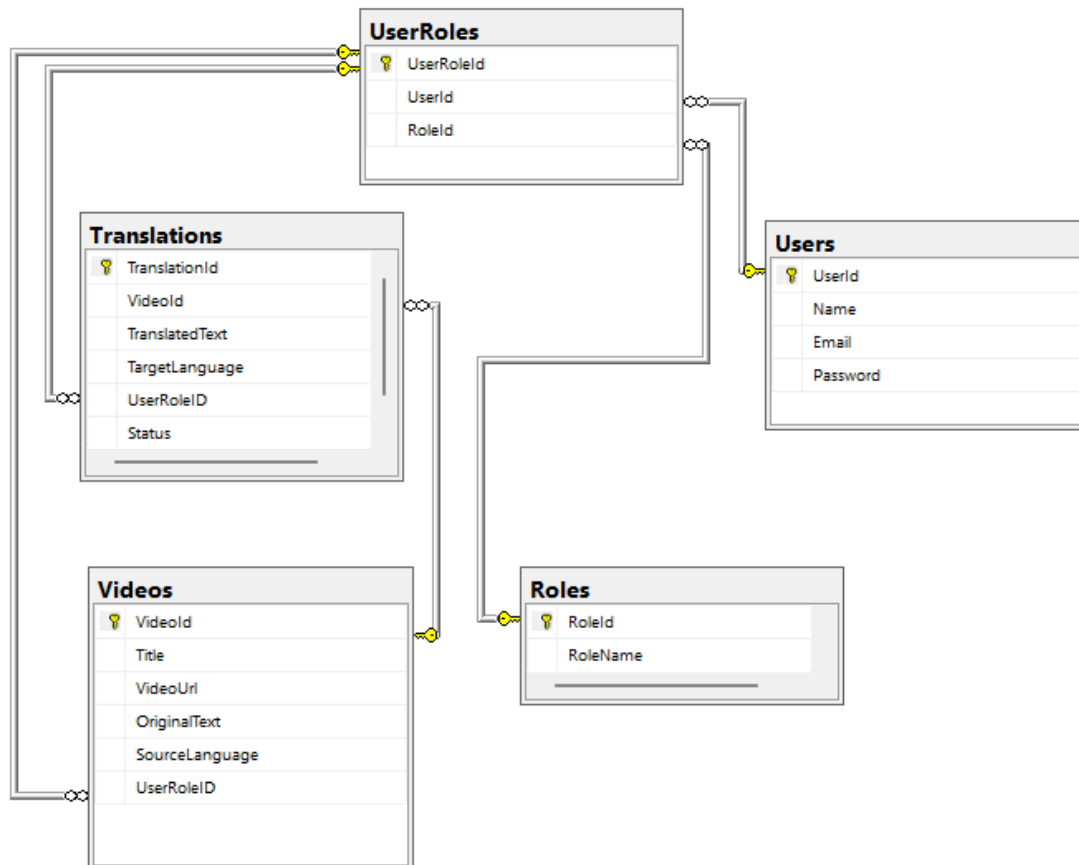 UserRoles
UserRoleId
UserId
RoleId
Translations
TranslationId
VideoId
TranslatedText
TargetLanguage
UserRoleID
Status
Users
UserId
Name
Email
Password
Videos
VideoId
Title
VideoUrl
OriginalText
SourceLanguage
UserRoleID
Roles
RoleId
RoleName